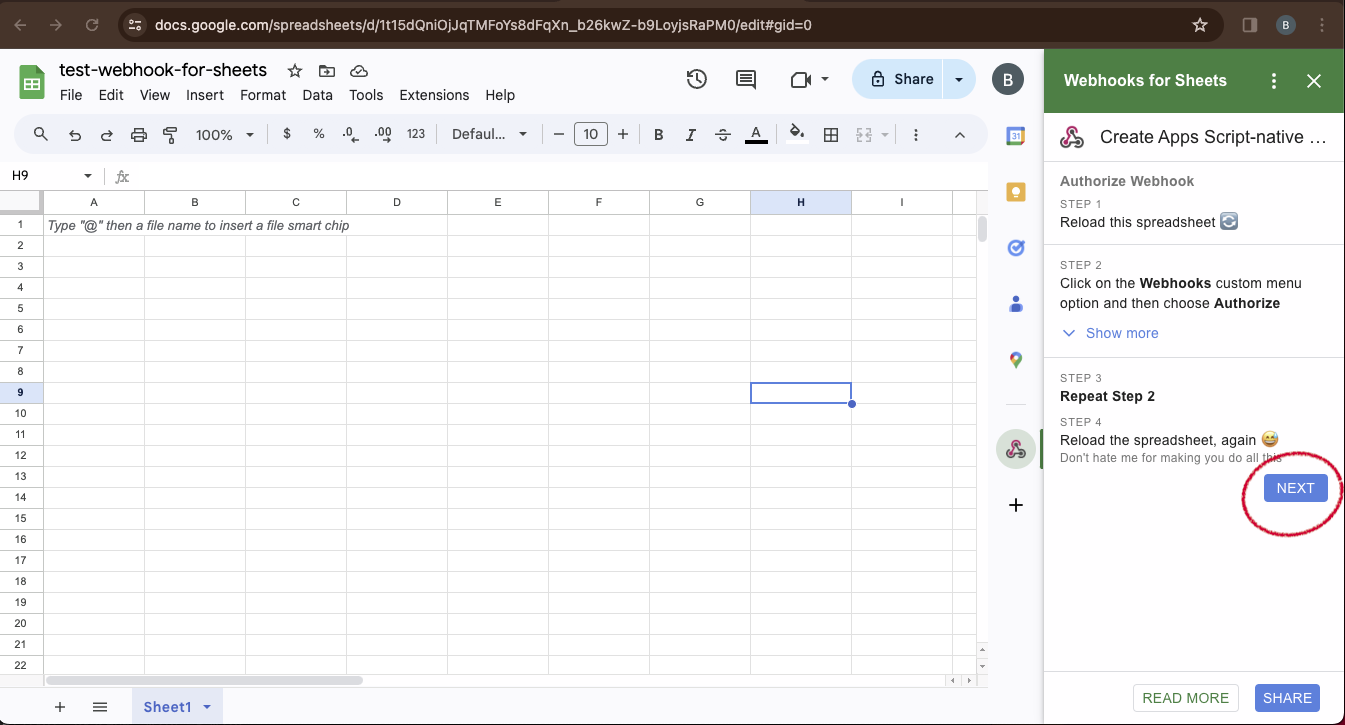 docs.google.com/spreadsheets/d/1t15dQniOjJqTMFoYs8dFqXn_b26kwZ-b9LoyjsRaPM0/edit#gid=0
B
test-webhook-for-sheets
File Edit View Insert Format Data Tools Extensions Help
Share
B
100% $ % .0 .00 123 Defaul... 10 B I A
H9 fx
A B C D E F G H I
1 Type "@" then a file name to insert a file smart chip
2
3
4
5
6
7
8
9
10
11
12
13
14
15
16
17
18
19
20
21
22
Sheet1
31
Webhooks for Sheets
Create Apps Script-native ...
Authorize Webhook
STEP 1
Reload this spreadsheet
STEP 2
Click on the Webhooks custom menu
option and then choose Authorize
Show more
STEP 3
Repeat Step 2
STEP 4
Reload the spreadsheet, again
Don't hate me for making you do all this
NEXT
READ MORE SHARE